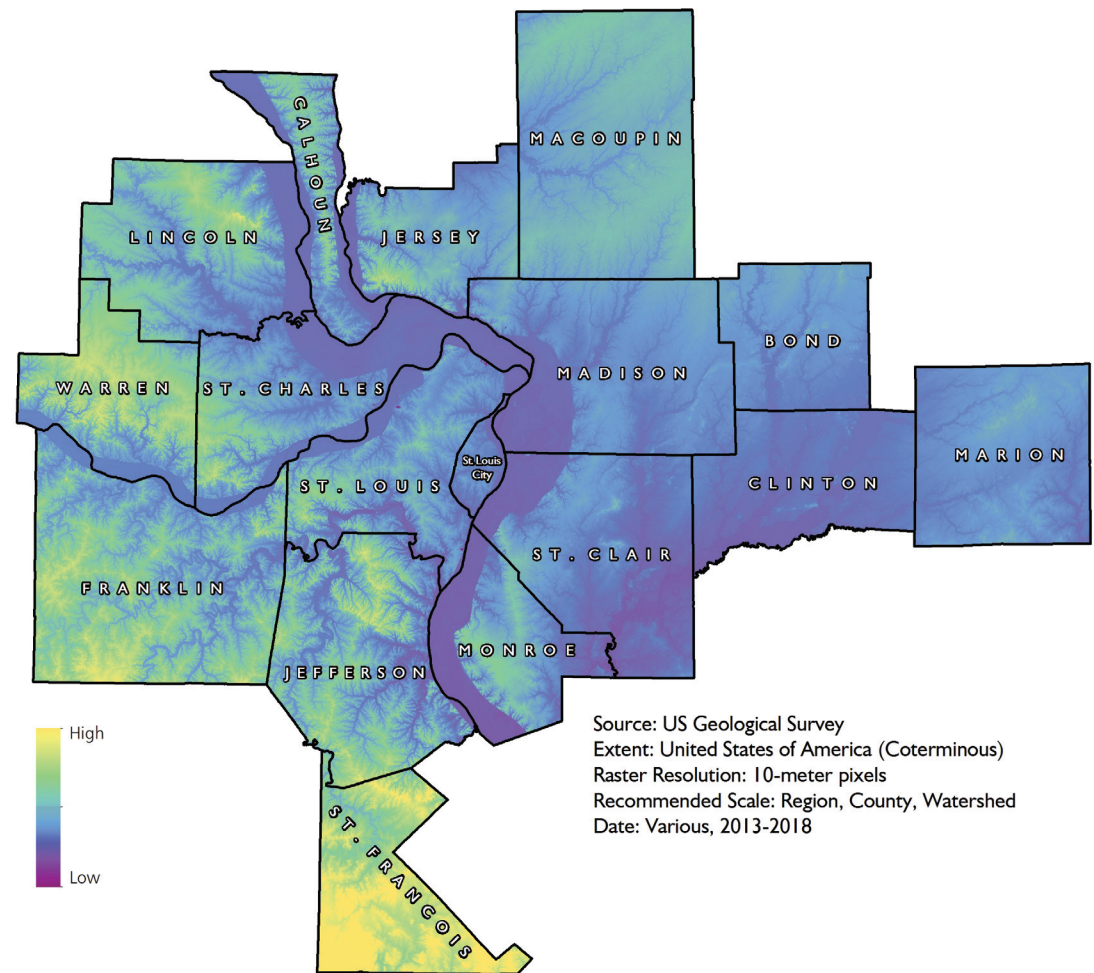 CALHOUN
MACOUPIN
LINCOLN
JERSEY
BOND
WARREN
ST. CHARLES
MADISON
St. Louis
City
ST. LOUIS
CLINTON
MARION
ST. CLAIR
FRANKLIN
MONROE
JEFFERSON
High
Low
Source: US Geological Survey
Extent: United States of America (Coterminous)
Raster Resolution: 10-meter pixels
Recommended Scale: Region, County, Watershed
Date: Various, 2013-2018
ST. FRANCOIS